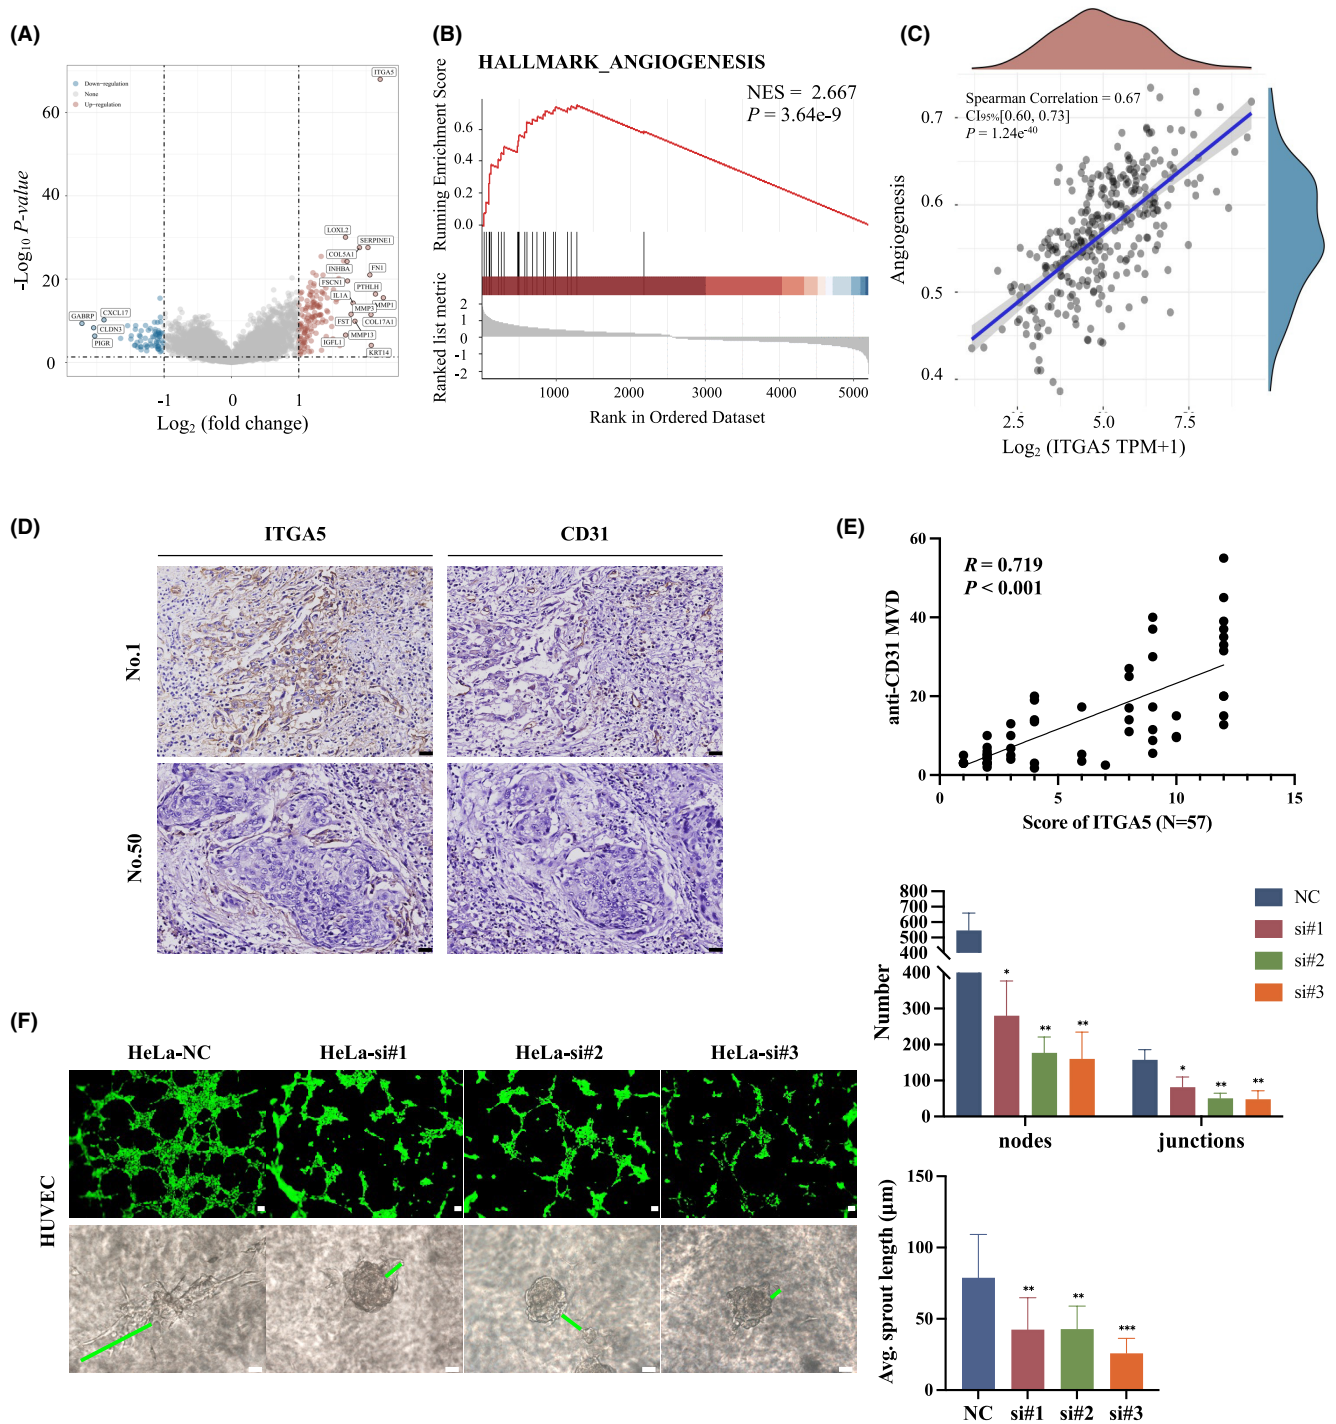 (A)
-Log10 P-value
60
40
20
0
Down-regulation
None
Up-regulation
ITGA5
LOXL2
SERPINE1
COL5A1
INHBA
FN1
FSCN1
PTHLH
IL1A
MMP1
MMP3
FST
COL17A1
MMP13
IGFL1
KRT14
GABRP
CXCL17
CLDN3
PIGR
-1 0 1
Log2 (fold change)
(B)
HALLMARK_ANGIOGENESIS
NES = 2.667
P = 3.64e-9
Running Enrichment Score
0.6
0.4
0.2
0.0
Ranked list metric
2
1
0
-1
-2
1000 2000 3000 4000 5000
Rank in Ordered Dataset
(C)
Spearman Correlation = 0.67
CI95%[0.60, 0.73]
P = 1.24e-40
Angiogenesis
0.7
0.6
0.5
0.4
2.5 5.0 7.5
Log2 (ITGA5 TPM+1)
(D)
ITGA5 CD31
No.1
No.50
(E)
R = 0.719
P < 0.001
anti-CD31 MVD
60
40
20
0
0 5 10 15
Score of ITGA5 (N=57)
(F)
HeLa-NC HeLa-si#1 HeLa-si#2 HeLa-si#3
HUVEC
Number
800
700
600
500
400
400
300
200
100
0
* ** **
* ** **
nodes junctions
NC
si#1
si#2
si#3
Avg. sprout length (μm)
150
100
50
0
** ** ***
NC si#1 si#2 si#3